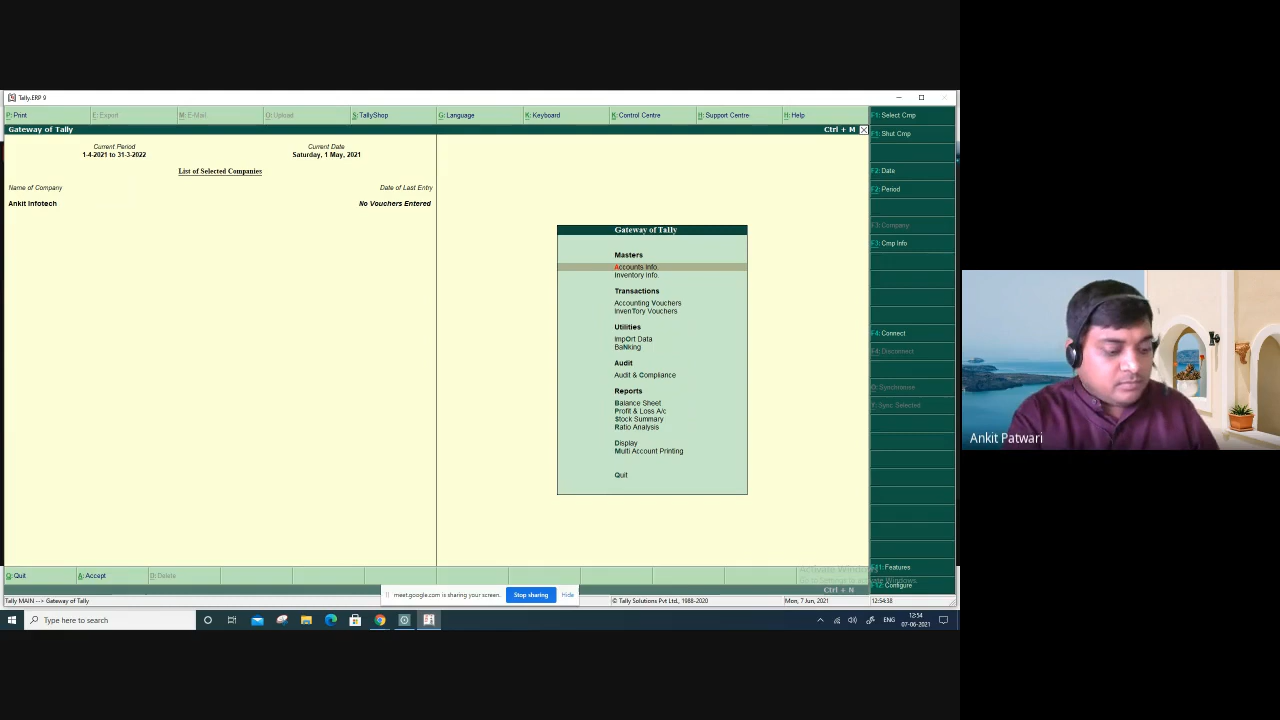 Tally.ERP 9
P: Print
E: Export
M: E-Mail
O: Upload
S: TallyShop
G: Language
K: Keyboard
K: Control Centre
H: Support Centre
H: Help
Gateway of Tally
Ctrl + M
Current Period
1-4-2021 to 31-3-2022
Current Date
Saturday, 1 May, 2021
List of Selected Companies
Name of Company
Date of Last Entry
Ankit Infotech
No Vouchers Entered
Gateway of Tally
Masters
Accounts Info.
Inventory Info.
Transactions
Accounting Vouchers
InvenTory Vouchers
Utilities
ImpOrt Data
BaNking
Audit
Audit & Compliance
Reports
Balance Sheet
Profit & Loss A/c
Stock Summary
Ratio Analysis
Display
Multi Account Printing
Quit
F1: Select Cmp
F1: Shut Cmp
F2: Date
F2: Period
F3: Company
F3: Cmp Info
F4: Connect
F4: Disconnect
Synchronise
Sync Selected
F11: Features
F12: Configure
Activate Windows
Go to Settings to activate Windows.
Q: Quit
A: Accept
D: Delete
Ctrl + N
meet.google.com is sharing your screen.
Stop sharing
Hide
Tally MAIN --> Gateway of Tally
© Tally Solutions Pvt Ltd., 1988-2020
Mon, 7 Jun, 2021
12:54:38
Type here to search
ENG
12:54
07-06-2021
Ankit Patwari